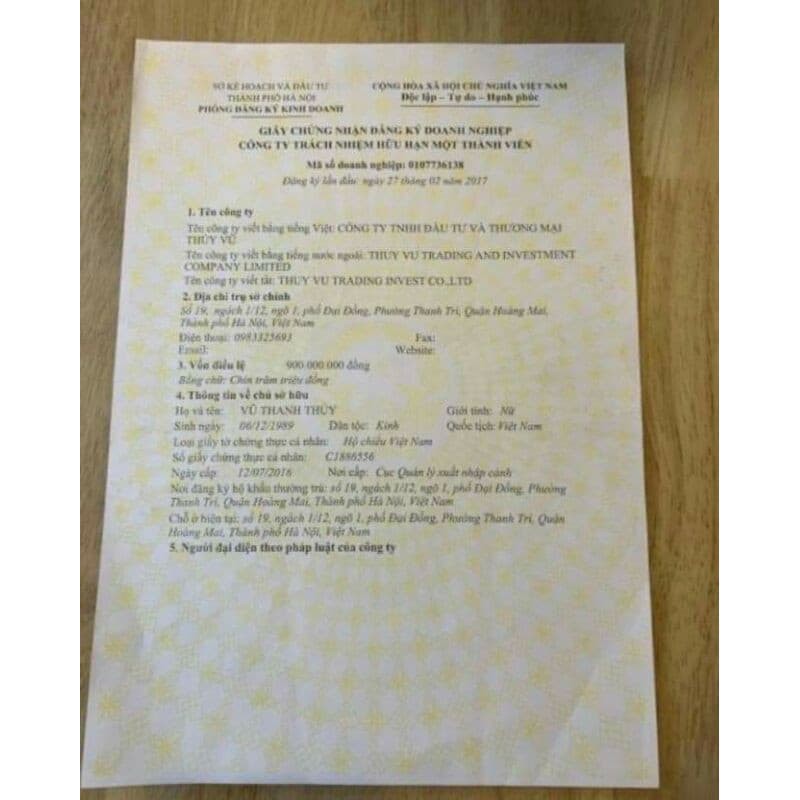 SỞ KẾ HOẠCH VÀ ĐẦU TƯ
THÀNH PHỐ HÀ NỘI
PHÒNG ĐĂNG KÝ KINH DOANH
CỘNG HÒA XÃ HỘI CHỦ NGHĨA VIỆT NAM
Độc lập – Tự do – Hạnh phúc
GIẤY CHỨNG NHẬN ĐĂNG KÝ DOANH NGHIỆP
CÔNG TY TRÁCH NHIỆM HỮU HẠN MỘT THÀNH VIÊN
Mã số doanh nghiệp: 0107736138
Đăng ký lần đầu: ngày 27 tháng 02 năm 2017
1. Tên công ty
Tên công ty viết bằng tiếng Việt: CÔNG TY TNHH ĐẦU TƯ VÀ THƯƠNG MẠI
THÚY VŨ
Tên công ty viết bằng tiếng nước ngoài: THUY VU TRADING AND INVESTMENT
COMPANY LIMITED
Tên công ty viết tắt: THUY VU TRADING INVEST CO.,LTD
2. Địa chỉ trụ sở chính
Số 19, ngách 1/12, ngõ 1, phố Đại Đồng, Phường Thanh Trì, Quận Hoàng Mai,
Thành phố Hà Nội, Việt Nam
Điện thoại: 0983325693 Fax:
Email: Website:
3. Vốn điều lệ 900.000.000 đồng
Bằng chữ: Chín trăm triệu đồng
4. Thông tin về chủ sở hữu
Họ và tên: VŨ THANH THÚY Giới tính: Nữ
Sinh ngày: 06/12/1989 Dân tộc: Kinh Quốc tịch: Việt Nam
Loại giấy tờ chứng thực cá nhân: Hộ chiếu Việt Nam
Số giấy chứng thực cá nhân: C1886556
Ngày cấp: 12/07/2016 Nơi cấp: Cục Quản lý xuất nhập cảnh
Nơi đăng ký hộ khẩu thường trú: số 19, ngách 1/12, ngõ 1, phố Đại Đồng, Phường
Thanh Trì, Quận Hoàng Mai, Thành phố Hà Nội, Việt Nam
Chỗ ở hiện tại: số 19, ngách 1/12, ngõ 1, phố Đại Đồng, Phường Thanh Trì, Quận
Hoàng Mai, Thành phố Hà Nội, Việt Nam
5. Người đại diện theo pháp luật của công ty